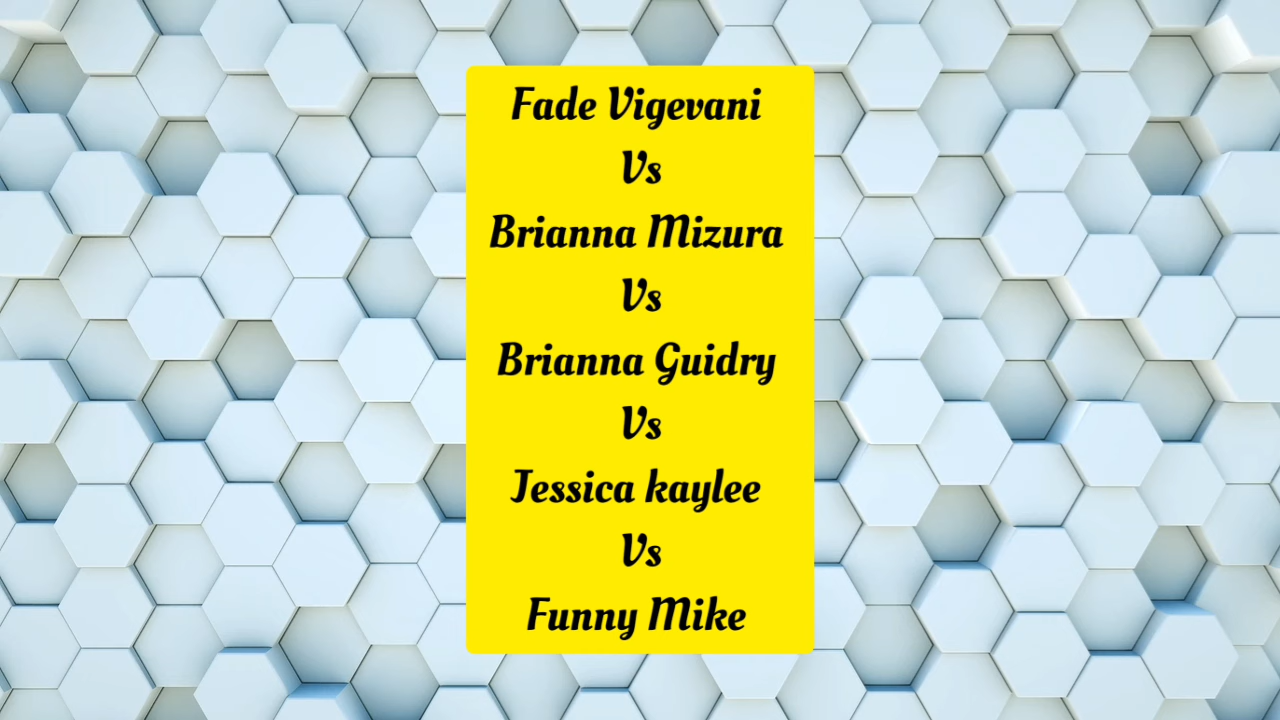 Fade Vigevani
Vs
Brianna Mizura
Vs
Brianna Guidry
Vs
Jessica kaylee
Vs
Funny Mike